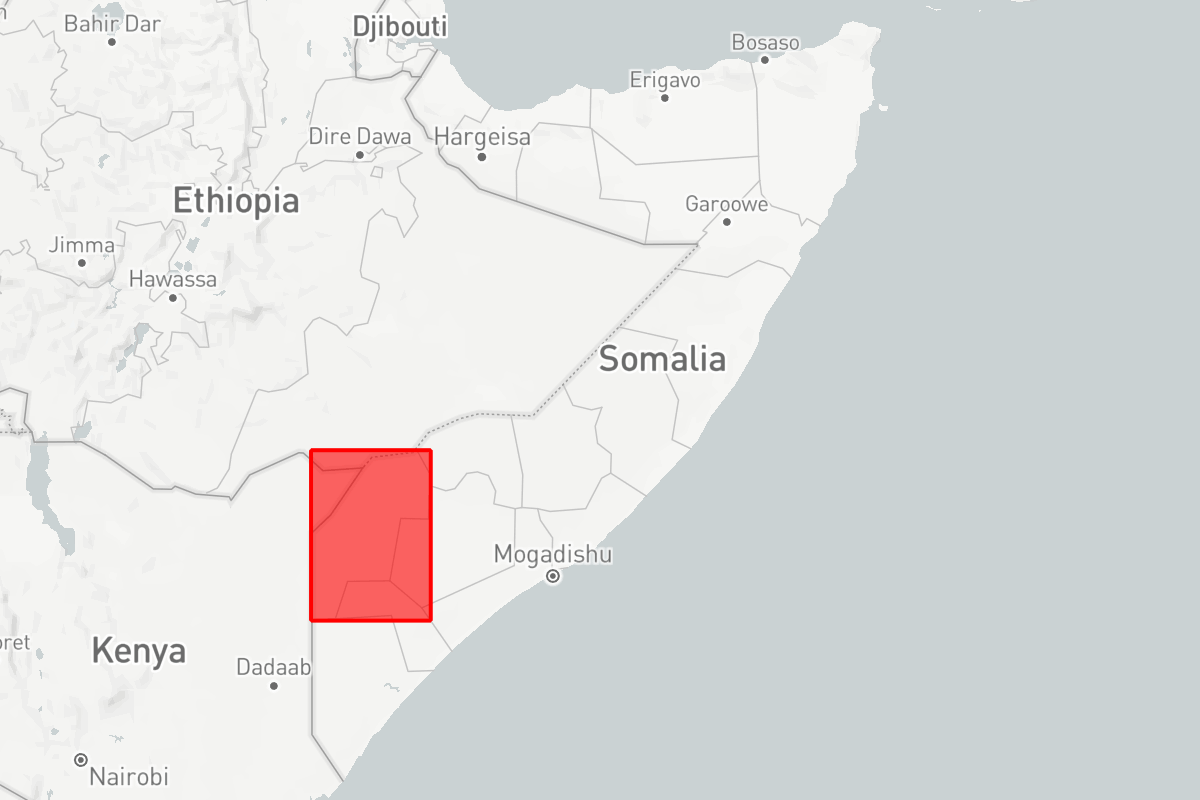 Bahir Dar
Djibouti
Bosaso
Erigavo
Dire Dawa
Hargeisa
Ethiopia
Garoowe
Jimma
Hawassa
Somalia
Mogadishu
Kenya
Dadaab
Nairobi